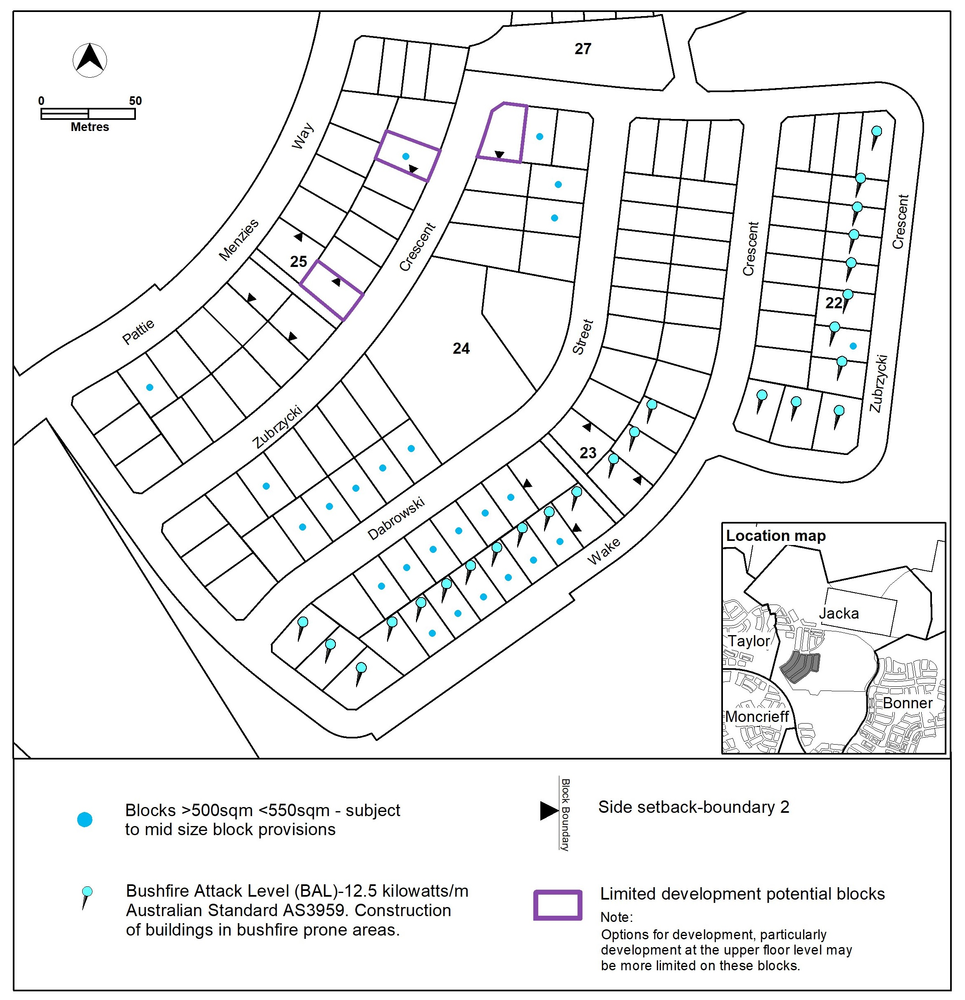 27
0 50
Metres
Way
Menzies
Crescent
Crescent
Crescent
25
22
Pattie
Street
24
Zubrzycki
Zubrzycki
23
Dabrowski
Wake
Location map
Jacka
Taylor
Bonner
Moncrieff
Blocks >500sqm <550sqm - subject
to mid size block provisions
Block Boundary
Side setback-boundary 2
Bushfire Attack Level (BAL)-12.5 kilowatts/m
Australian Standard AS3959. Construction
of buildings in bushfire prone areas.
Limited development potential blocks
Note:
Options for development, particularly
development at the upper floor level may
be more limited on these blocks.